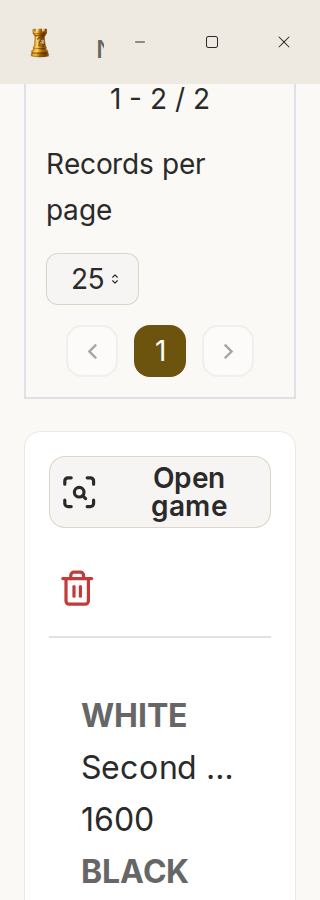 1 - 2 / 2
Records per
page
25
1
Open
game
WHITE
Second ...
1600
BLACK